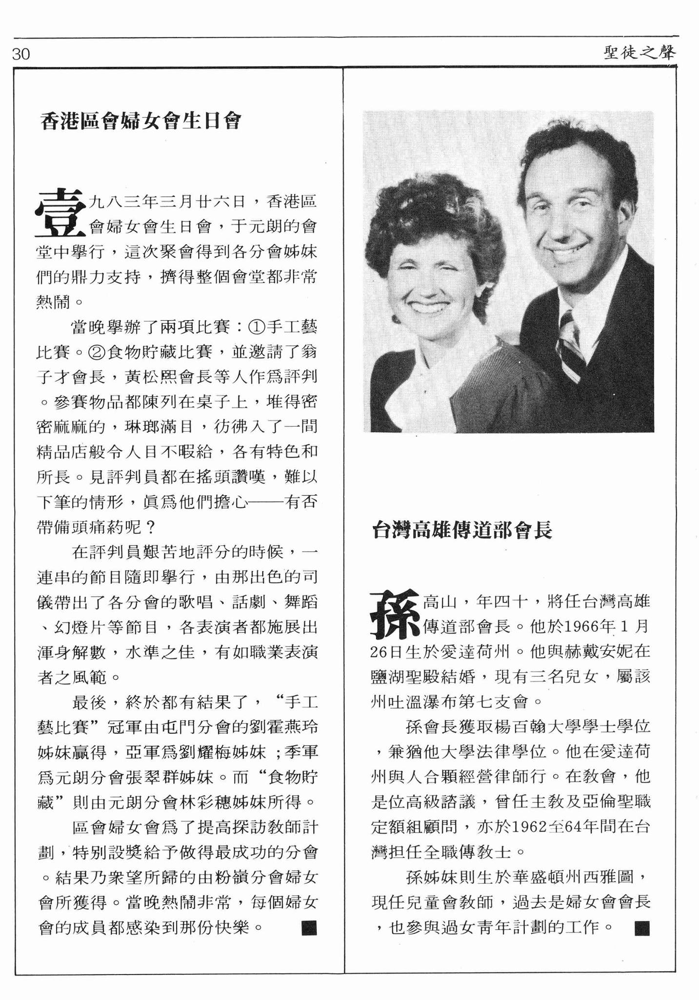 30
聖徒之聲
香港區會婦女會生日會
壹九八三年三月廿六日，香港區
會婦女會生日會，于元朗的會
堂中舉行，這次聚會得到各分會姊妹
們的鼎力支持，擠得整個會堂都非常
熱鬧。
當晚舉辦了兩項比賽：①手工藝
比賽。②食物貯藏比賽，並邀請了翁
子才會長，黃松熙會長等人作爲評判
。參賽物品都陳列在桌子上，堆得密
密麻麻的，琳瑯滿目，彷彿入了一間
精品店般令人目不暇給，各有特色和
所長。見評判員都在搖頭讚嘆，難以
下筆的情形，眞爲他們擔心——有否
帶備頭痛葯呢？
在評判員艱苦地評分的時候，一
連串的節目隨即舉行，由那出色的司
儀帶出了各分會的歌唱、話劇、舞蹈
、幻燈片等節目，各表演者都施展出
渾身解數，水準之佳，有如職業表演
者之風範。
最後，終於都有結果了，“手工
藝比賽”冠軍由屯門分會的劉霍燕玲
姊妹贏得，亞軍爲劉耀梅姊妹；季軍
爲元朗分會張翠群姊妹。而“食物貯
藏”則由元朗分會林彩穗姊妹所得。
區會婦女會爲了提高探訪教師計
劃，特别設獎給予做得最成功的分會
。結果乃衆望所歸的由粉嶺分會婦女
會所獲得。當晚熱鬧非常，每個婦女
會的成員都感染到那份快樂。■
台灣高雄傳道部會長
孫高山，年四十，將任台灣高雄
傳道部會長。他於1966年1月
26日生於愛達荷州。他與赫戴安妮在
鹽湖聖殿結婚，現有三名兒女，屬該
州吐溫瀑布第七支會。
孫會長獲取楊百翰大學學士學位
，兼猶他大學法律學位。他在愛達荷
州與人合顆經營律師行。在教會，他
是位高級諮議，曾任主教及亞倫聖職
定額組顧問，亦於1962至64年間在台
灣担任全職傳教士。
孫姊妹則生於華盛頓州西雅圖，
現任兒童會教師，過去是婦女會會長
，也參與過女青年計劃的工作。■